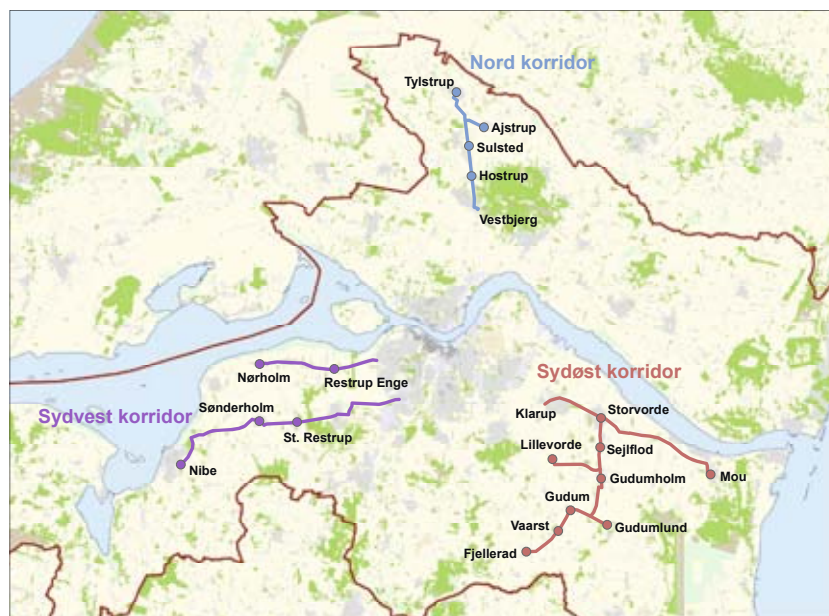 Nord korridor
Tylstrup
Ajstrup
Sulsted
Hostrup
Vestbjerg
Nørholm
Restrup Enge
Sydvest korridor
Sønderholm
St. Restrup
Nibe
Sydøst korridor
Klarup
Storvorde
Lillevorde
Sejlflod
Gudumholm
Mou
Gudum
Vaarst
Gudumlund
Fjellerad